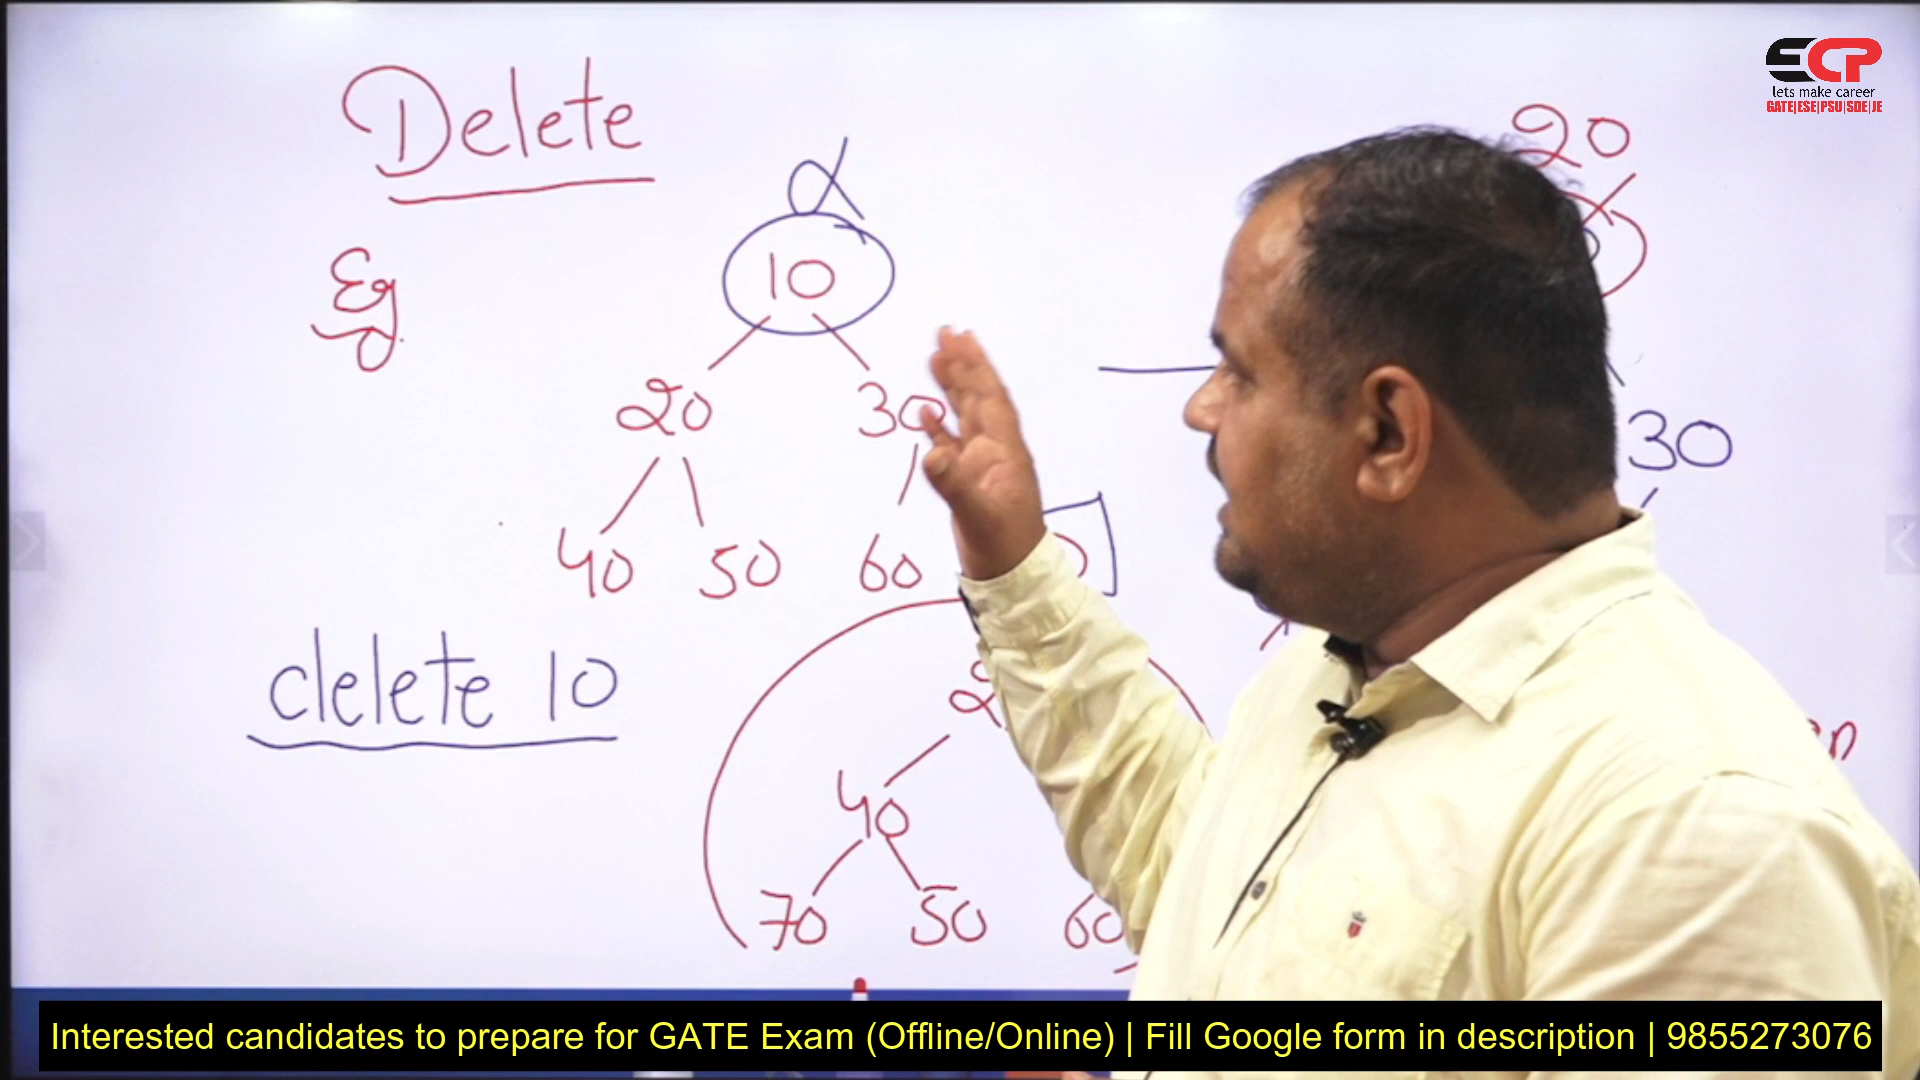 Delete
ECP
lets make career
GATE|ESE|PSU|SDE|JE
20
Eg
10
20
30
30
40
50
60
delete 10
40
70
50
60
Interested candidates to prepare for GATE Exam (Offline/Online) | Fill Google form in description | 9855273076